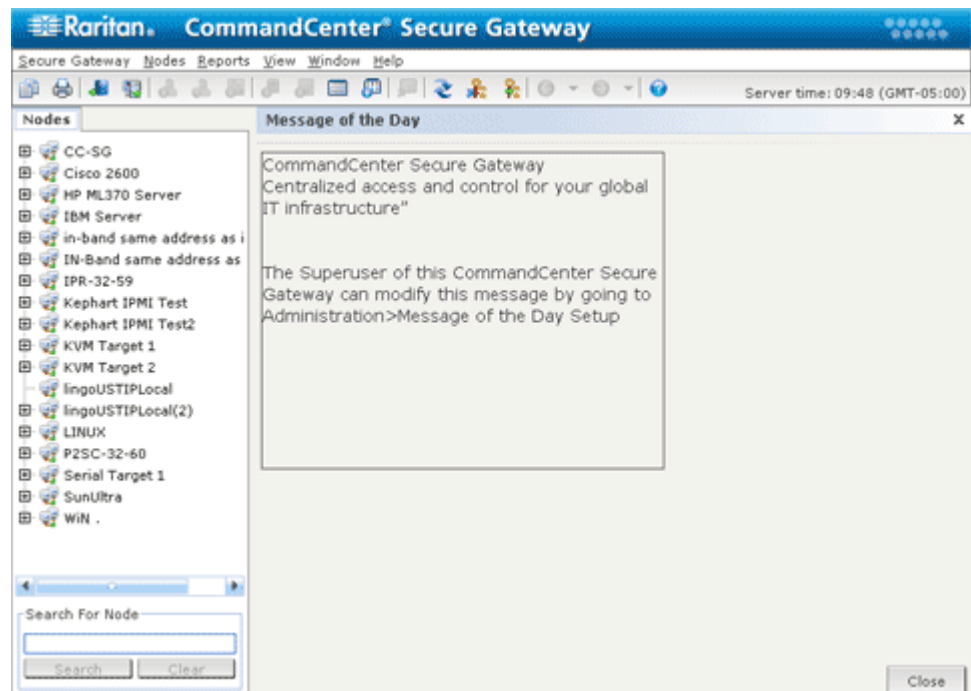 Raritan. CommandCenter® Secure Gateway
Secure Gateway Nodes Reports View Window Help
Server time: 09:48 (GMT-05:00)
Nodes
Message of the Day
X
CC-SG
Cisco 2600
HP ML370 Server
IBM Server
in-band same address as i
IN-Band same address as
IPR-32-59
Kephart IPMI Test
Kephart IPMI Test2
KVM Target 1
KVM Target 2
lingoUSTIPLocal
lingoUSTIPLocal(2)
LINUX
P2SC-32-60
Serial Target 1
SunUltra
WiN .
CommandCenter Secure Gateway
Centralized access and control for your global
IT infrastructure"
The Superuser of this CommandCenter Secure
Gateway can modify this message by going to
Administration>Message of the Day Setup
Search For Node
Search Clear
Close